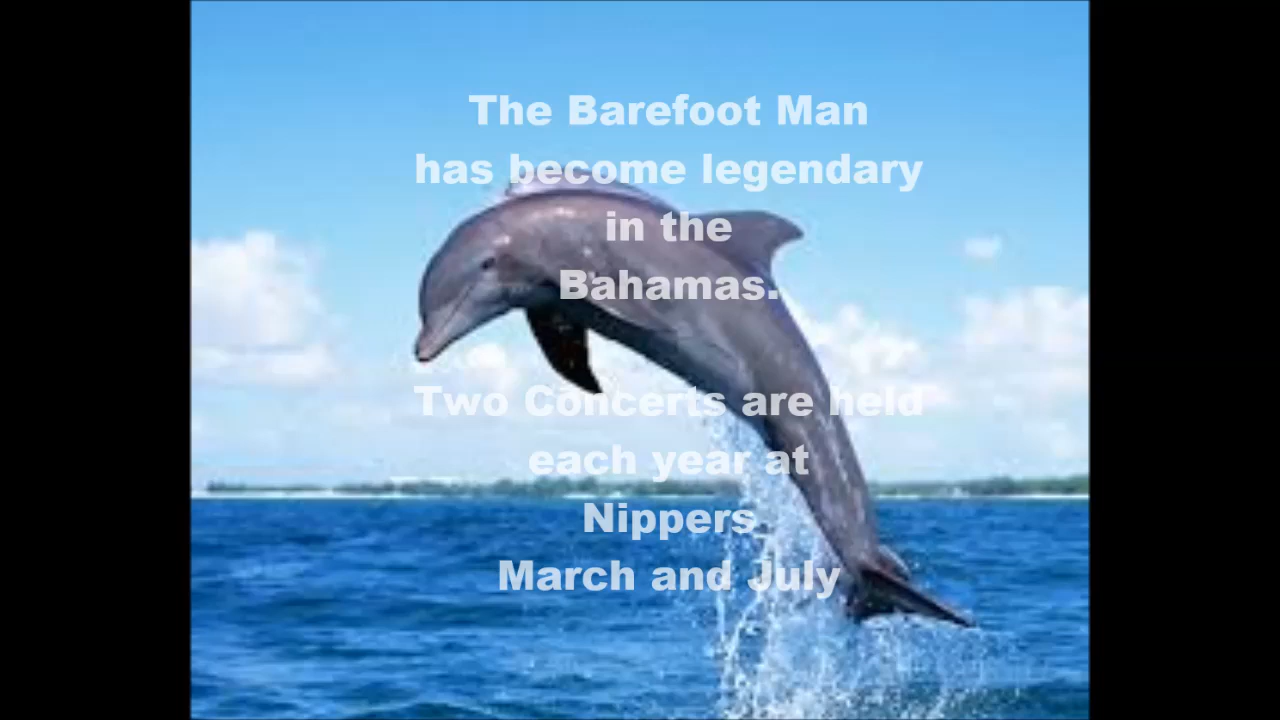 The Barefoot Man
has become legendary
in the
Bahamas.
Two Concerts are held
each year at
Nippers
March and July